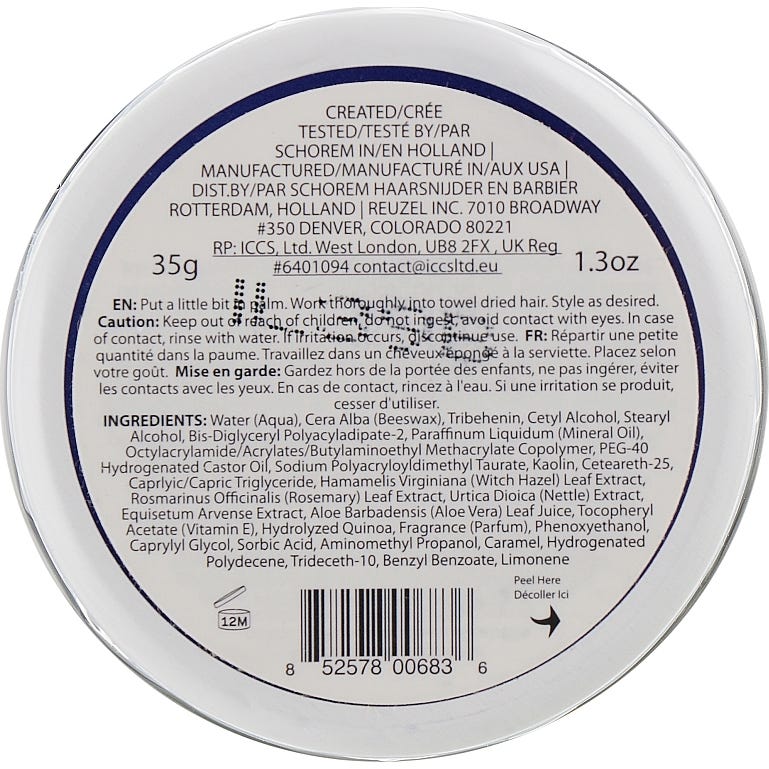 CREATED/CRÉE
TESTED/TESTÉ BY/PAR
SCHOREM IN/EN HOLLAND |
MANUFACTURED/MANUFACTURÉ IN/AUX USA |
DIST.BY/PAR SCHOREM HAARSNIJDER EN BARBIER
ROTTERDAM, HOLLAND | REUZEL INC. 7010 BROADWAY
#350 DENVER, COLORADO 80221
RP: ICCS, Ltd. West London, UB8 2FX , UK Reg
35g #6401094 contact@iccsltd.eu 1.3oz
EN: Put a little bit to palm. Work thoroughly into towel dried hair. Style as desired.
Caution: Keep out of reach of children, do not ingest, avoid contact with eyes. In case
of contact, rinse with water. If irritation occurs, discontinue use. FR: Répartir une petite
quantité dans la paume. Travaillez dans un cheveux épongé à la serviette. Placez selon
votre goût. Mise en garde: Gardez hors de la portée des enfants, ne pas ingérer, éviter
les contacts avec les yeux. En cas de contact, rincez à l'eau. Si une irritation se produit,
cesser d'utiliser.
INGREDIENTS: Water (Aqua), Cera Alba (Beeswax), Tribehenin, Cetyl Alcohol, Stearyl
Alcohol, Bis-Diglyceryl Polyacyladipate-2, Paraffinum Liquidum (Mineral Oil),
Octylacrylamide/Acrylates/Butylaminoethyl Methacrylate Copolymer, PEG-40
Hydrogenated Castor Oil, Sodium Polyacryloyldimethyl Taurate, Kaolin, Ceteareth-25,
Caprlyic/Capric Triglyceride, Hamamelis Virginiana (Witch Hazel) Leaf Extract,
Rosmarinus Officinalis (Rosemary) Leaf Extract, Urtica Dioica (Nettle) Extract,
Equisetum Arvense Extract, Aloe Barbadensis (Aloe Vera) Leaf Juice, Tocopheryl
Acetate (Vitamin E), Hydrolyzed Quinoa, Fragrance (Parfum), Phenoxyethanol,
Caprylyl Glycol, Sorbic Acid, Aminomethyl Propanol, Caramel, Hydrogenated
Polydecene, Trideceth-10, Benzyl Benzoate, Limonene
Peel Here
Décoller Ici
12M
8 52578 00683 6